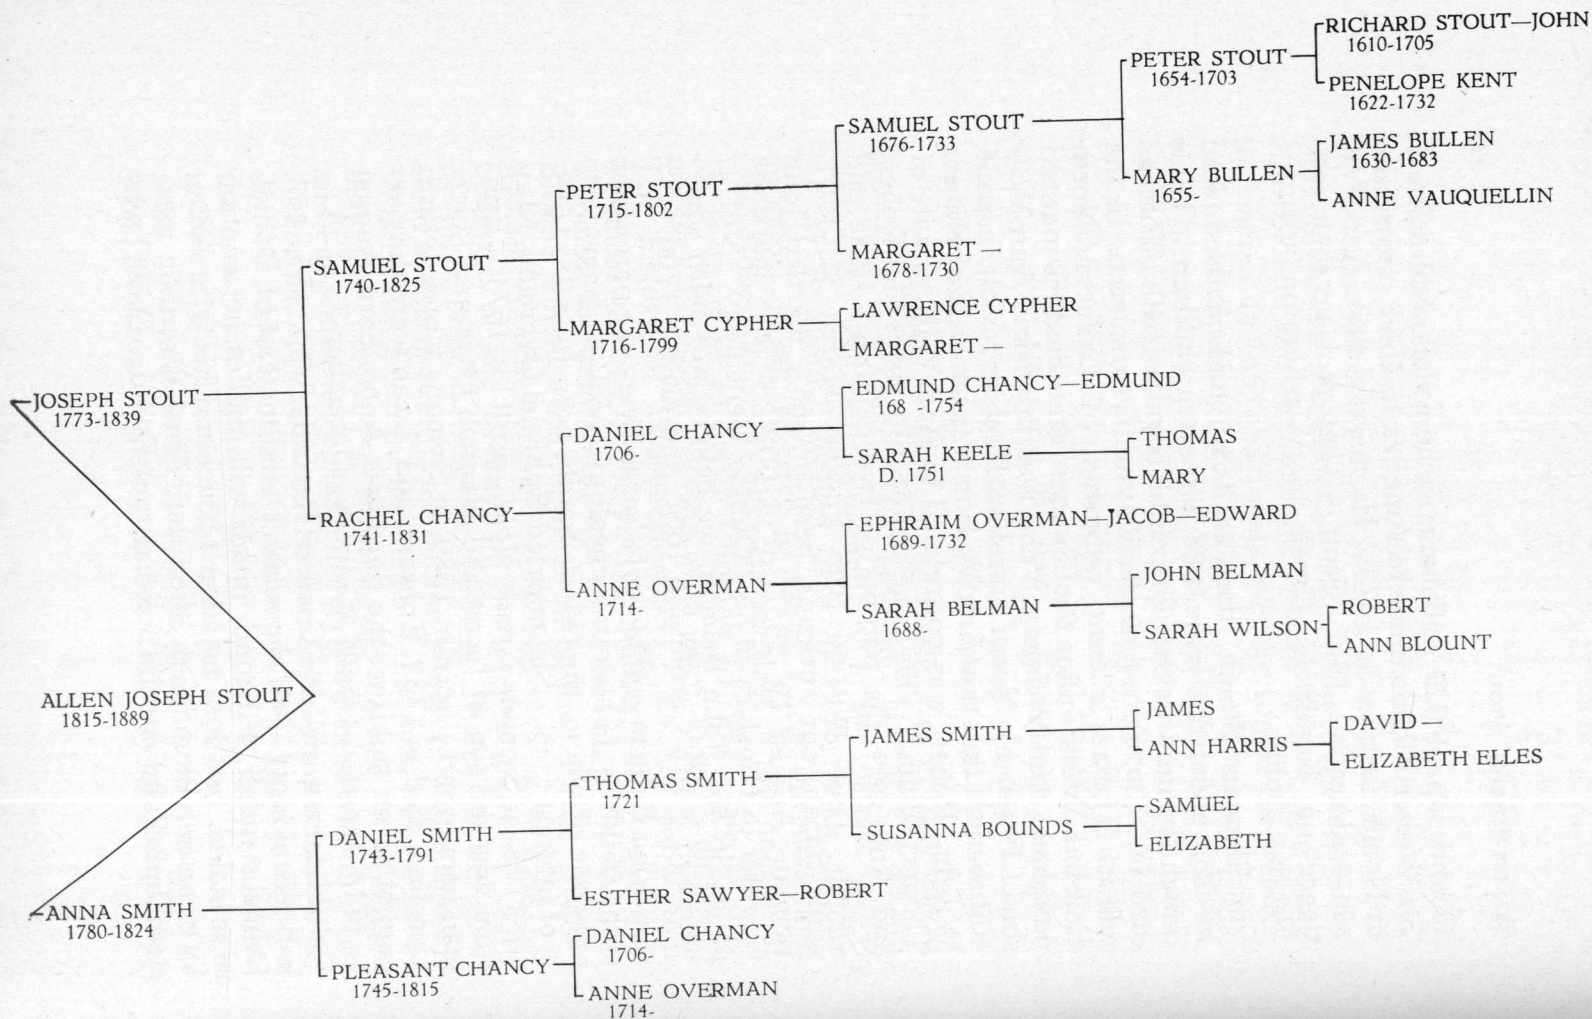 RICHARD STOUT—JOHN
1610-1705
PETER STOUT
1654-1703
PENELOPE KENT
1622-1732
SAMUEL STOUT
1676-1733
JAMES BULLEN
1630-1683
MARY BULLEN
1655-
ANNE VAUQUELLIN
PETER STOUT
1715-1802
MARGARET —
1678-1730
SAMUEL STOUT
1740-1825
LAWRENCE CYPHER
MARGARET CYPHER
1716-1799
MARGARET —
JOSEPH STOUT
1773-1839
EDMUND CHANCY—EDMUND
168 -1754
DANIEL CHANCY
1706-
THOMAS
SARAH KEELE
D. 1751
MARY
RACHEL CHANCY
1741-1831
EPHRAIM OVERMAN—JACOB—EDWARD
1689-1732
JOHN BELMAN
ANNE OVERMAN
1714-
SARAH BELMAN
1688-
ROBERT
SARAH WILSON
ANN BLOUNT
ALLEN JOSEPH STOUT
1815-1889
JAMES
DAVID —
JAMES SMITH
ANN HARRIS
ELIZABETH ELLES
THOMAS SMITH
1721
SAMUEL
DANIEL SMITH
1743-1791
SUSANNA BOUNDS
ELIZABETH
ESTHER SAWYER—ROBERT
ANNA SMITH
1780-1824
DANIEL CHANCY
1706-
PLEASANT CHANCY
1745-1815
ANNE OVERMAN
1714-